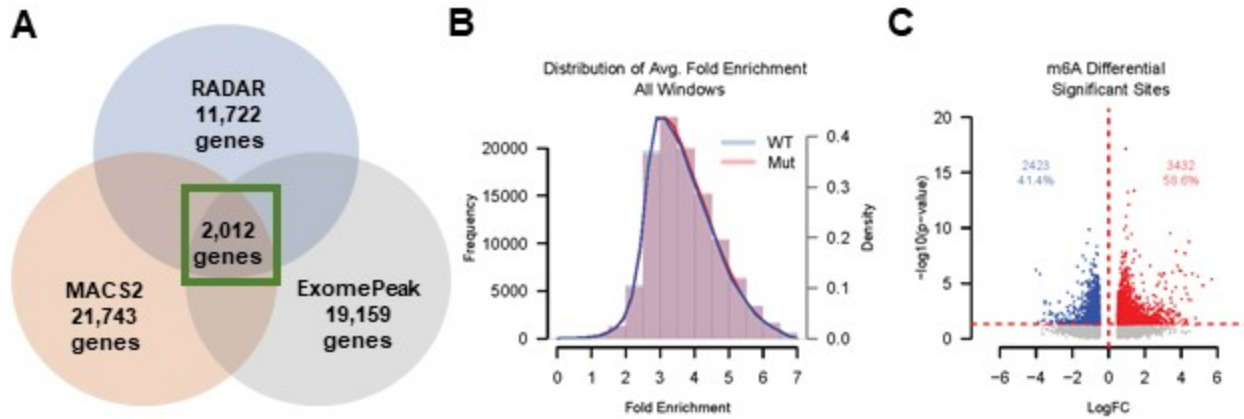 A
RADAR
11,722
genes
2,012
genes
MACS2
21,743
genes
ExomePeak
19,159
genes
B
Distribution of Avg. Fold Enrichment
All Windows
WT
Mut
Frequency
20000
15000
10000
5000
0
Density
0.4
0.3
0.2
0.1
0.0
0 1 2 3 4 5 6 7
Fold Enrichment
C
m6A Differential
Significant Sites
2423
41.4%
3432
58.6%
-log10(p-value)
20
15
10
5
0
-6 -4 -2 0 2 4 6
LogFC